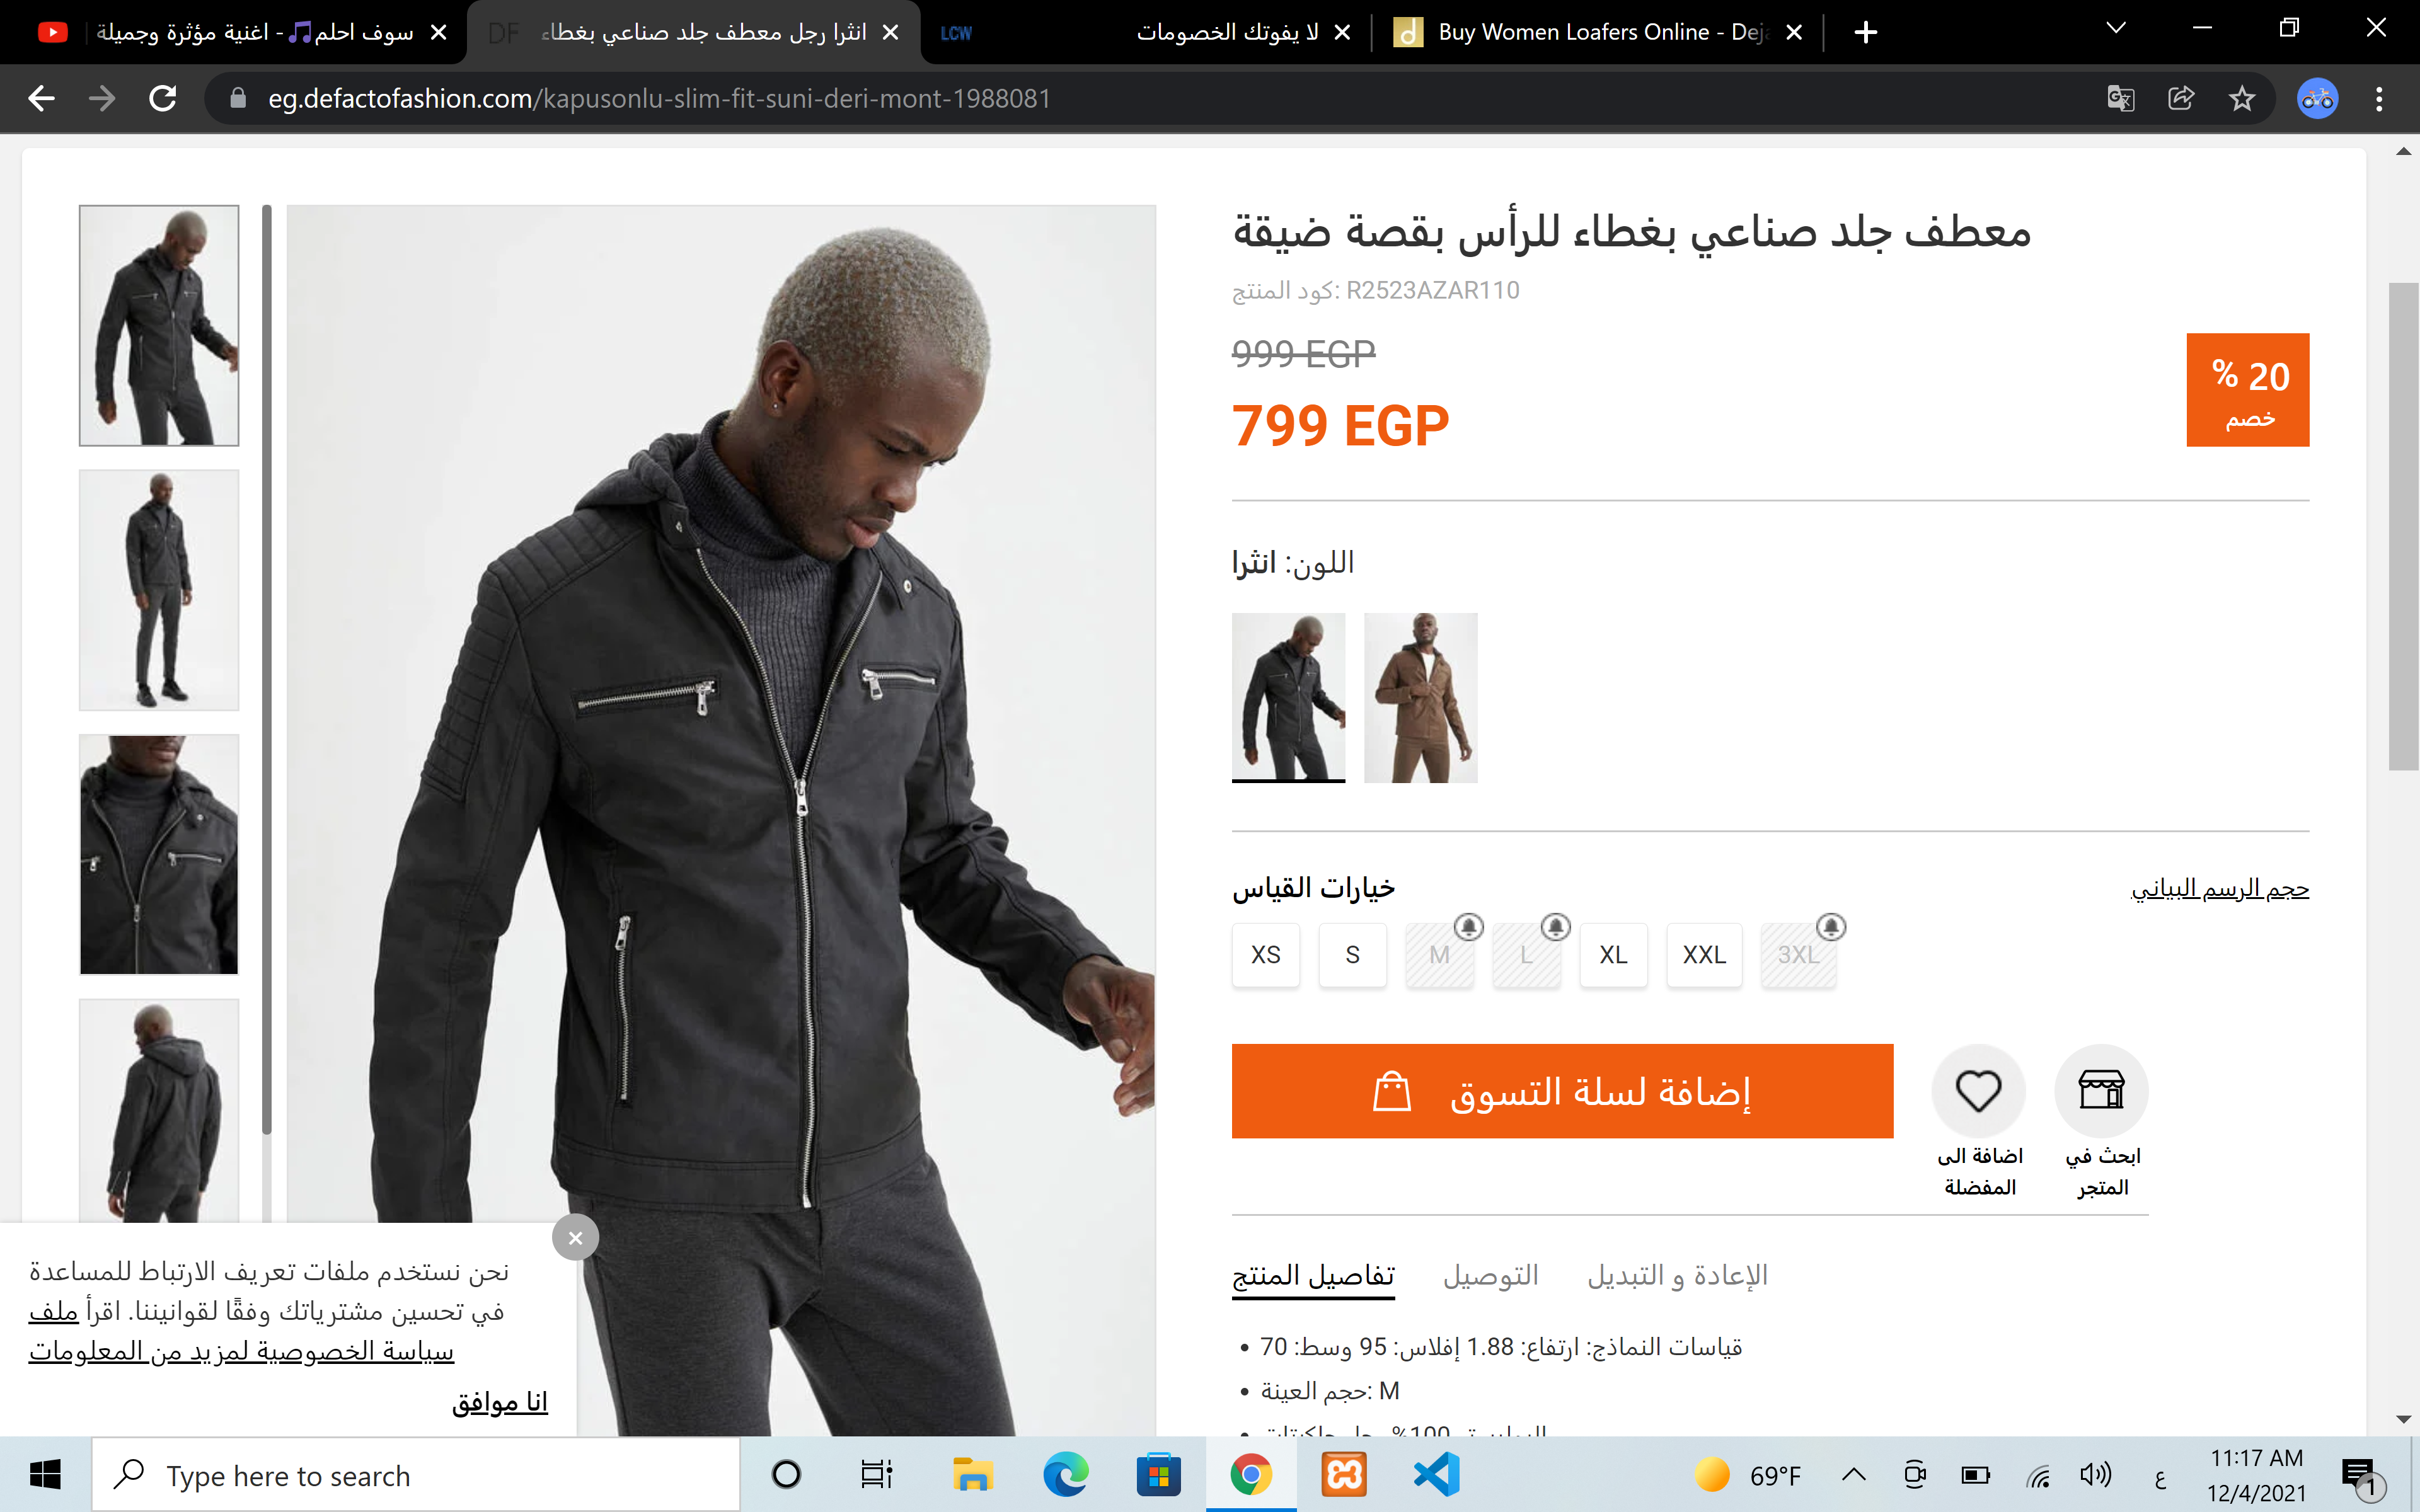 سوف احلم🎵- اغنية مؤثرة وجميلة
DF
انثرا رجل معطف جلد صناعي بغطاء
LCW
لا يفوتك الخصومات
Buy Women Loafers Online - Deja
eg.defactofashion.com/kapusonlu-slim-fit-suni-deri-mont-1988081
معطف جلد صناعي بغطاء للرأس بقصة ضيقة
كود المنتج: R2523AZAR110
999 EGP
799 EGP
% 20
خصم
اللون: انثرا
خيارات القياس
حجم الرسم البياني
XS S M L XL XXL 3XL
إضافة لسلة التسوق
اضافة الى
المفضلة
ابحث في
المتجر
تفاصيل المنتج
التوصيل
الإعادة و التبديل
قياسات النماذج: ارتفاع: 1.88 إفلاس: 95 وسط: 70
حجم العينة: M
نحن نستخدم ملفات تعريف الارتباط للمساعدة
في تحسين مشترياتك وفقًا لقوانيننا. اقرأ ملف
سياسة الخصوصية لمزيد من المعلومات
انا موافق
Type here to search
69°F
ع
11:17 AM
12/4/2021
1